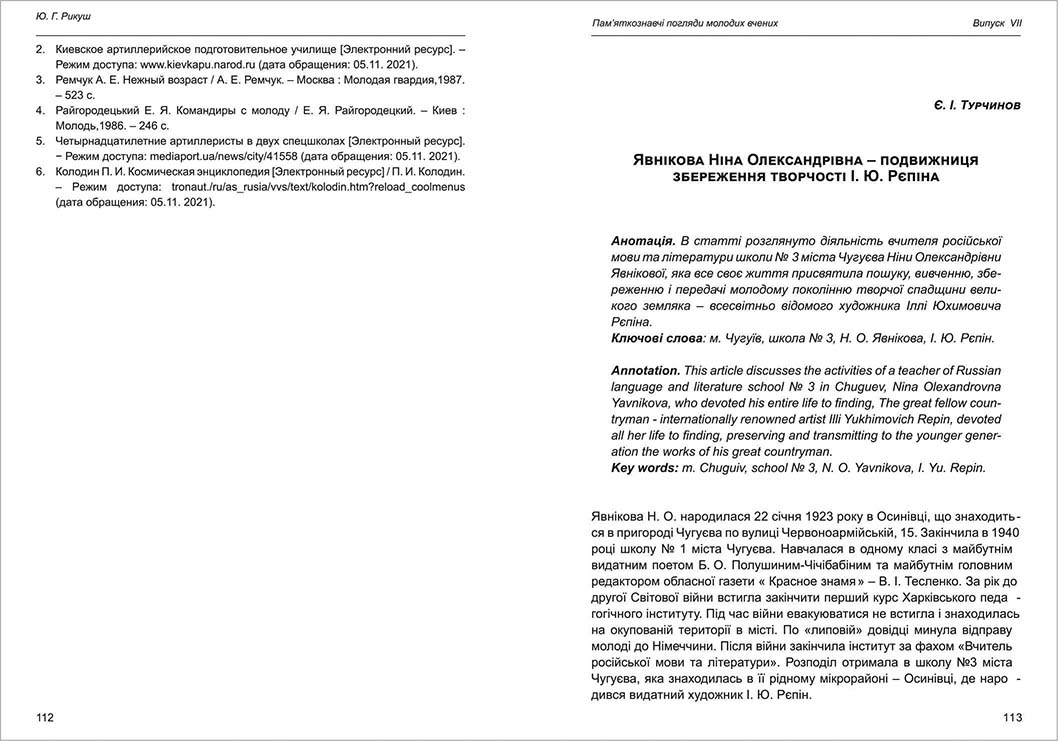 Ю. Г. Рикуш
2. Киевское артиллерийское подготовительное училище [Электронний ресурс]. –
Режим доступа: www.kievkapu.narod.ru (дата обращения: 05.11. 2021).
3. Ремчук А. Е. Нежный возраст / А. Е. Ремчук. – Москва : Молодая гвардия,1987.
– 523 с.
4. Райгородецький Е. Я. Командиры с молоду / Е. Я. Райгородецкий. – Киев :
Молодь,1986. – 246 с.
5. Четырнадцатилетние артиллеристы в двух спецшколах [Электронный ресурс].
– Режим доступа: mediaport.ua/news/city/41558 (дата обращения: 05.11. 2021).
6. Колодин П. И. Космическая энциклопедия [Электронный ресурс] / П. И. Колодин.
– Режим доступа: tronaut./ru/as_rusia/vvs/text/kolodin.htm?reload_coolmenus
(дата обращения: 05.11. 2021).
112
Пам’яткознавчі погляди молодих вчених Випуск VII
Є. І. Турчинов
Явнікова Ніна Олександрівна – подвижниця
збереження творчості І. Ю. Рєпіна
Анотація. В статті розглянуто діяльність вчителя російської
мови та літератури школи № 3 міста Чугуєва Ніни Олександрівни
Явнікової, яка все своє життя присвятила пошуку, вивченню, збе-
реженню і передачі молодому поколінню творчої спадщини вели-
кого земляка – всесвітньо відомого художника Іллі Юхимовича
Рєпіна.
Ключові слова: м. Чугуїв, школа № 3, Н. О. Явнікова, І. Ю. Рєпін.
Annotation. This article discusses the activities of a teacher of Russian
language and literature school № 3 in Chuguev, Nina Olexandrovna
Yavnikova, who devoted his entire life to finding, The great fellow coun-
tryman - internationally renowned artist Illi Yukhimovich Repin, devoted
all her life to finding, preserving and transmitting to the younger gener-
ation the works of his great countryman.
Key words: m. Chuguiv, school № 3, N. O. Yavnikova, I. Yu. Repin.
Явнікова Н. О. народилася 22 січня 1923 року в Осинівці, що знаходить-
ся в пригороді Чугуєва по вулиці Червоноармійській, 15. Закінчила в 1940
році школу № 1 міста Чугуєва. Навчалася в одному класі з майбутнім
видатним поетом Б. О. Полушиним-Чічібабіним та майбутнім головним
редактором обласної газети « Красное знамя» – В. І. Тесленко. За рік до
другої Світової війни встигла закінчити перший курс Харківського педа -
гогічного інституту. Під час війни евакуюватися не встигла і знаходилась
на окупованій території в місті. По «липовій» довідці минула відправу
молоді до Німеччини. Після війни закінчила інститут за фахом «Вчитель
російської мови та літератури». Розподіл отримала в школу №3 міста
Чугуєва, яка знаходилась в її рідному мікрорайоні – Осинівці, де наро -
дився видатний художник І. Ю. Рєпін.
113